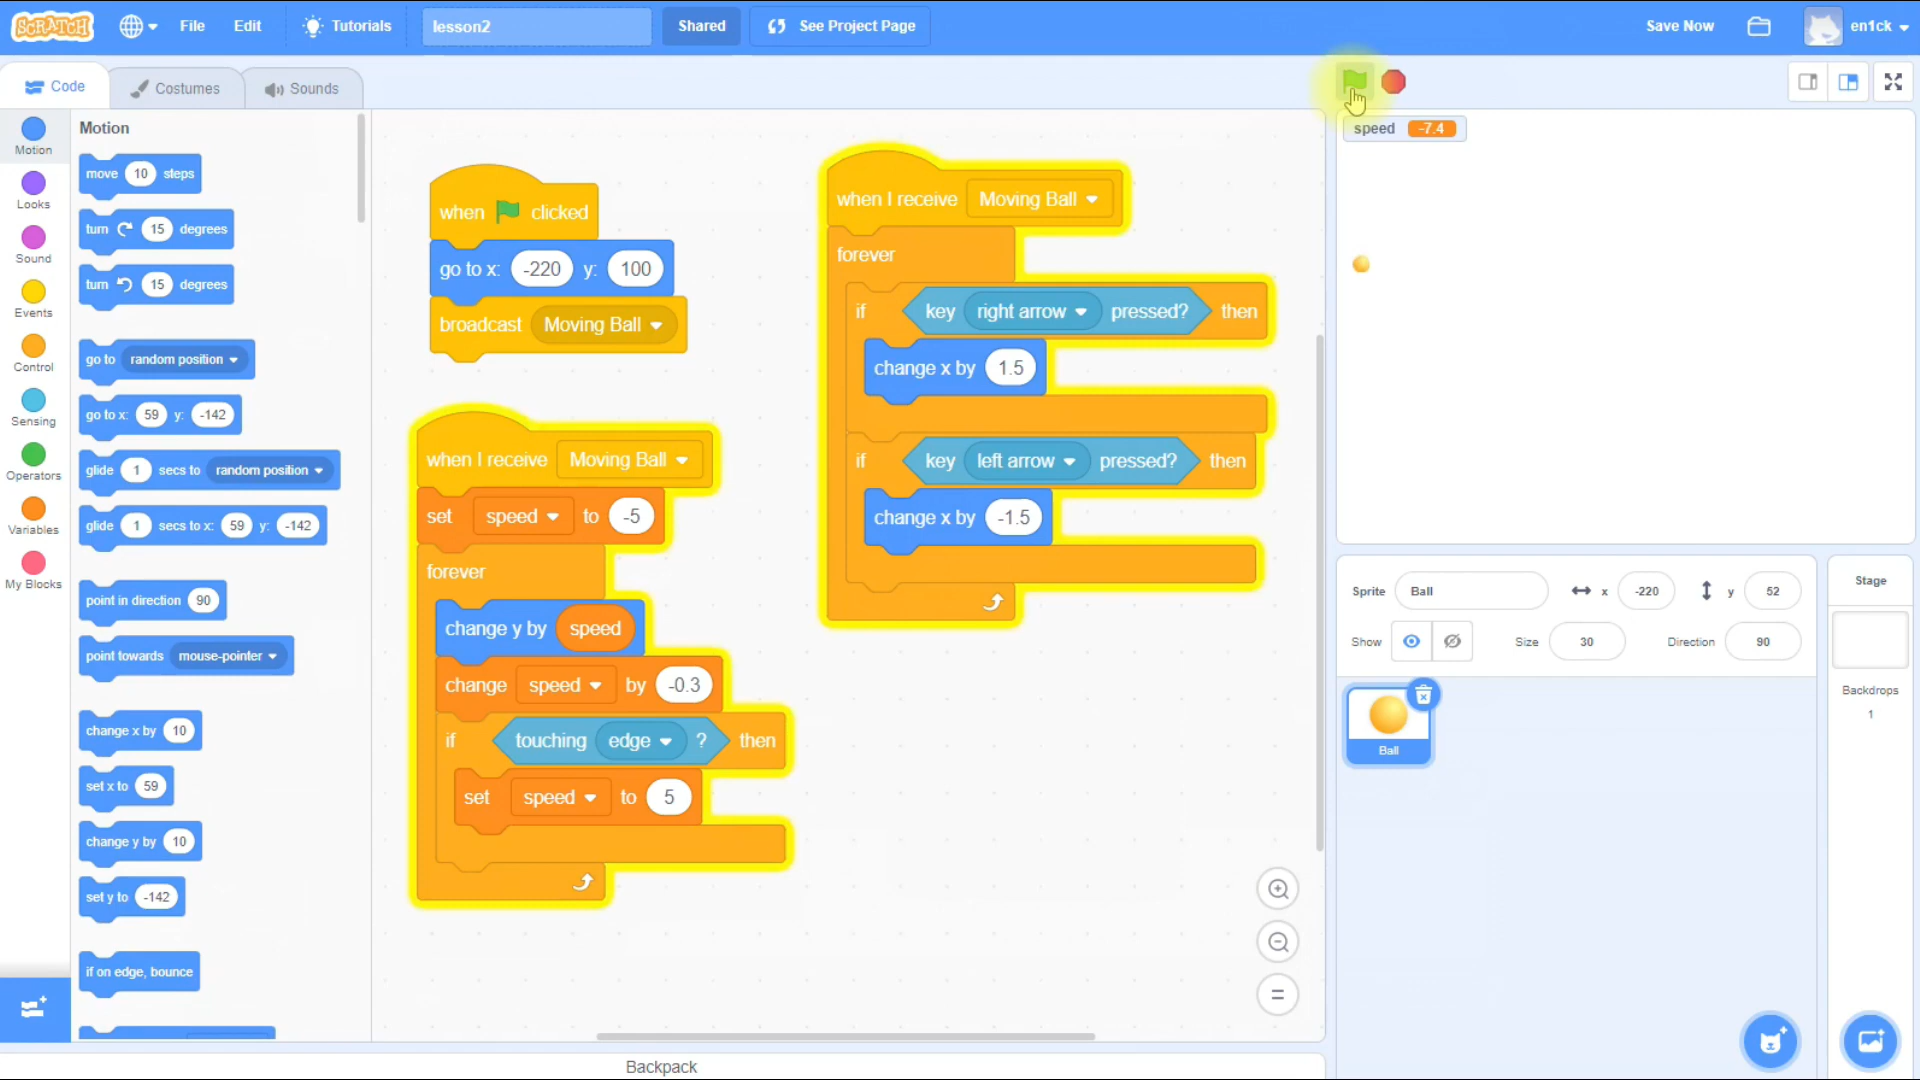 SCRATCH File Edit Tutorials lesson2 Shared See Project Page Save Now en1ck
Code Costumes Sounds
Motion
Looks
Sound
Events
Control
Sensing
Operators
Variables
My Blocks
Motion
move 10 steps
turn 15 degrees
turn 15 degrees
go to random position
go to x: 59 y: -142
glide 1 secs to random position
glide 1 secs to x: 59 y: -142
point in direction 90
point towards mouse-pointer
change x by 10
set x to 59
change y by 10
set y to -142
if on edge, bounce
when clicked
go to x: -220 y: 100
broadcast Moving Ball
when I receive Moving Ball
set speed to -5
forever
change y by speed
change speed by -0.3
if touching edge ? then
set speed to 5
when I receive Moving Ball
forever
if key right arrow pressed? then
change x by 1.5
if key left arrow pressed? then
change x by -1.5
speed -7.4
Sprite Ball x -220 y 52
Show Size 30 Direction 90
Ball
Stage
Backdrops
1
Backpack